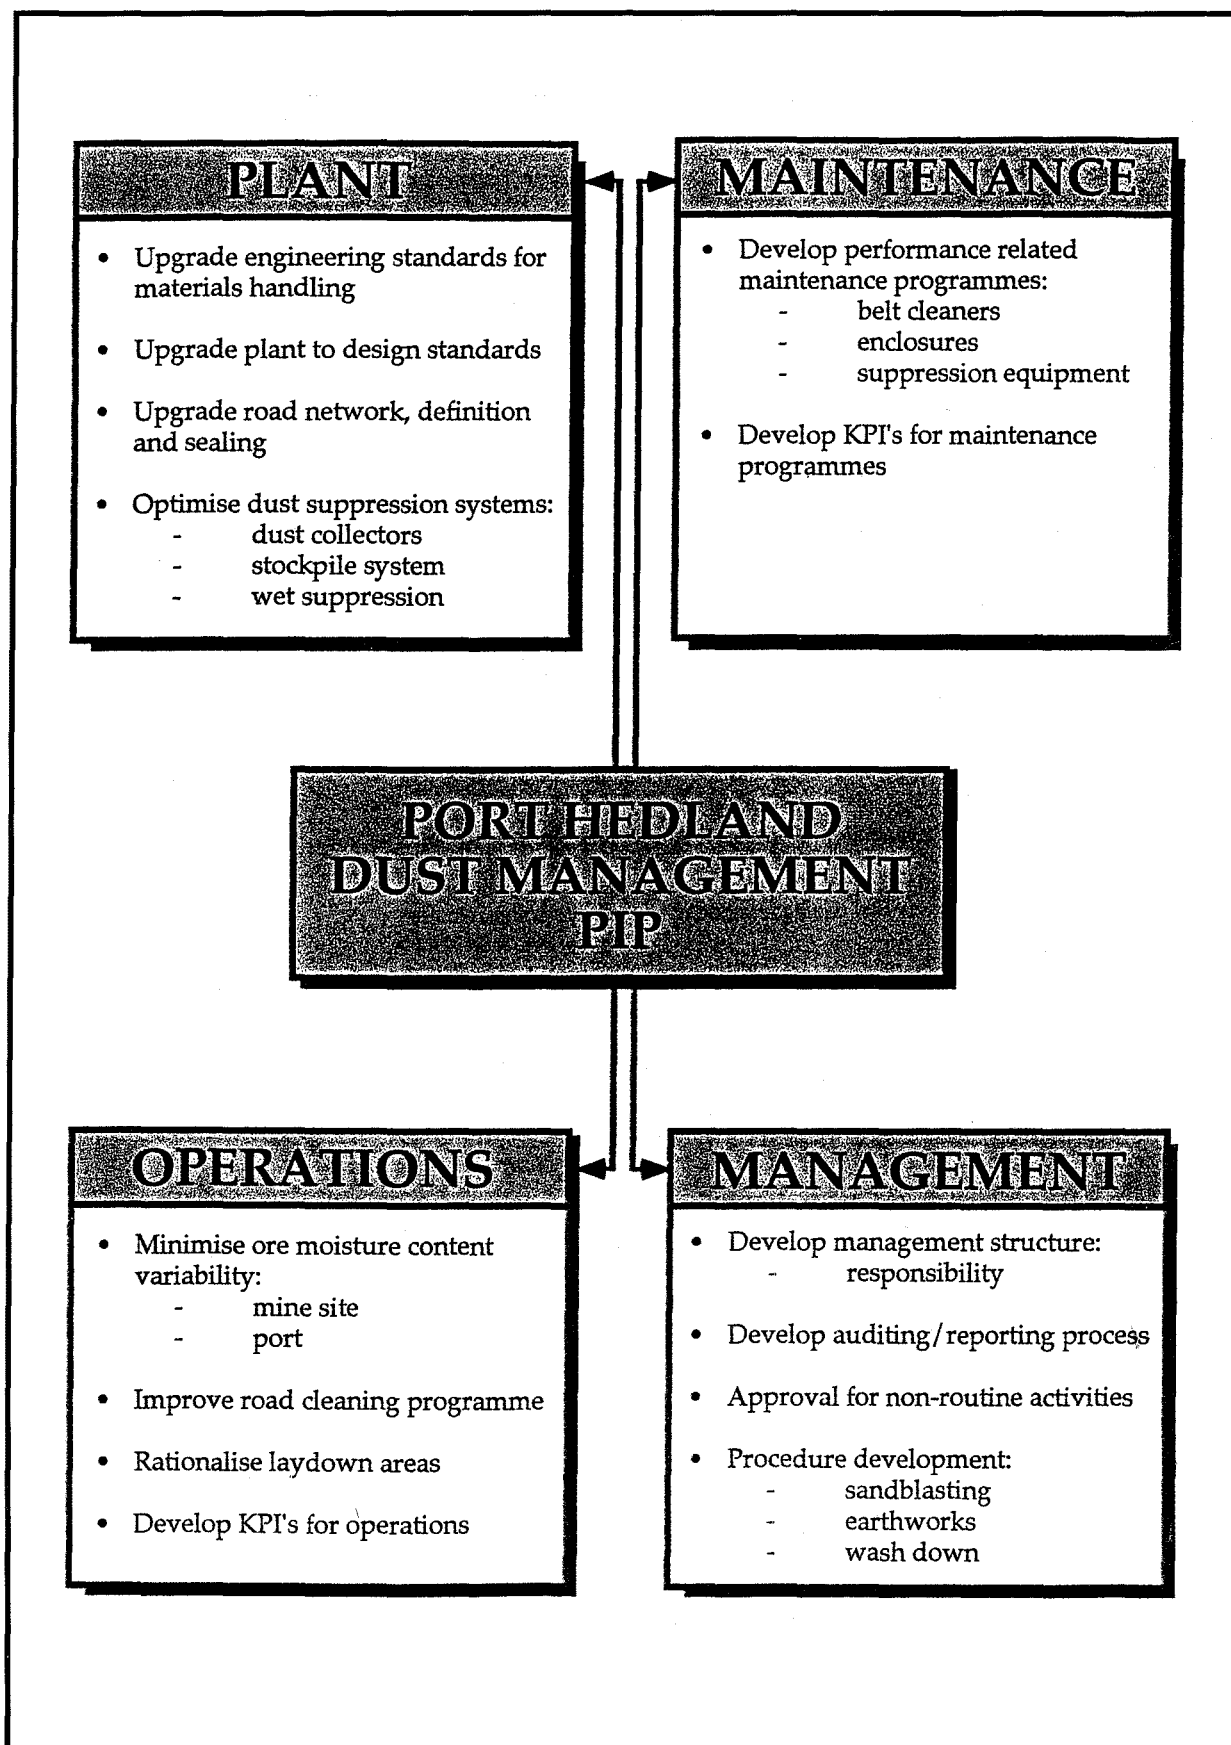 PLANT
• Upgrade engineering standards for
materials handling
• Upgrade plant to design standards
• Upgrade road network, definition
and sealing
• Optimise dust suppression systems:
- dust collectors
- stockpile system
- wet suppression
MAINTENANCE
• Develop performance related
maintenance programmes:
- belt cleaners
- enclosures
- suppression equipment
• Develop KPI's for maintenance
programmes
PORT HEDLAND
DUST MANAGEMENT
PIP
OPERATIONS
• Minimise ore moisture content
variability:
- mine site
- port
• Improve road cleaning programme
• Rationalise laydown areas
• Develop KPI's for operations
MANAGEMENT
• Develop management structure:
- responsibility
• Develop auditing/reporting process
• Approval for non-routine activities
• Procedure development:
- sandblasting
- earthworks
- wash down